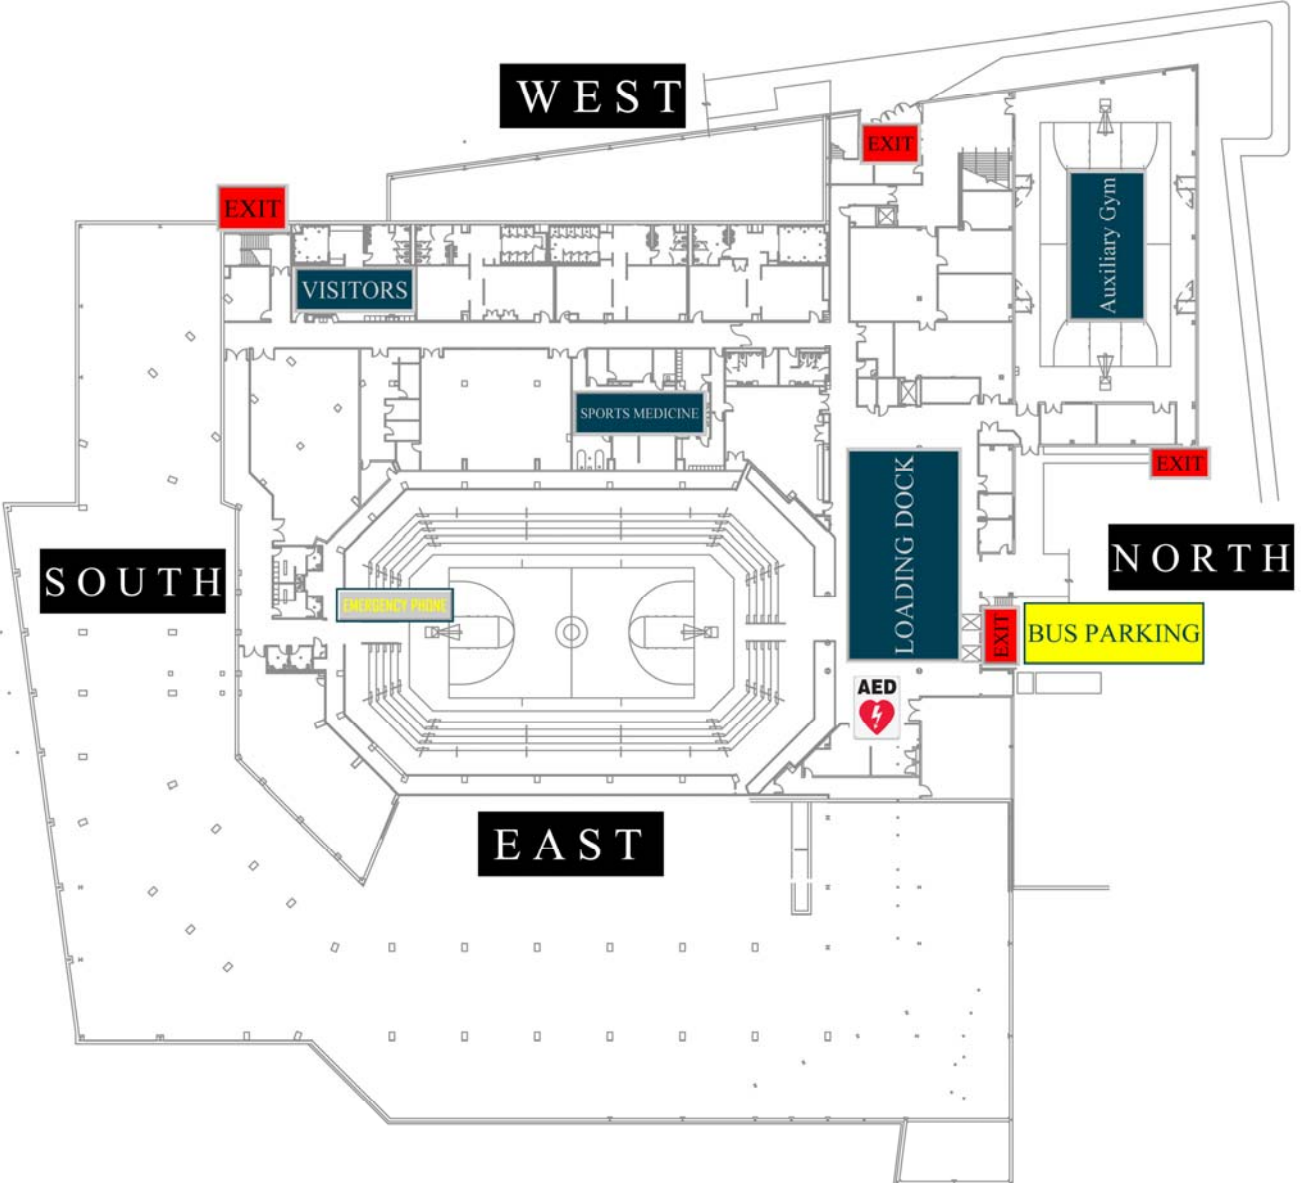 WEST
EXIT
EXIT
Auxiliary Gym
VISITORS
SPORTS MEDICINE
EXIT
LOADING DOCK
NORTH
SOUTH
EMERGENCY PHONE
EXIT
BUS PARKING
AED
EAST